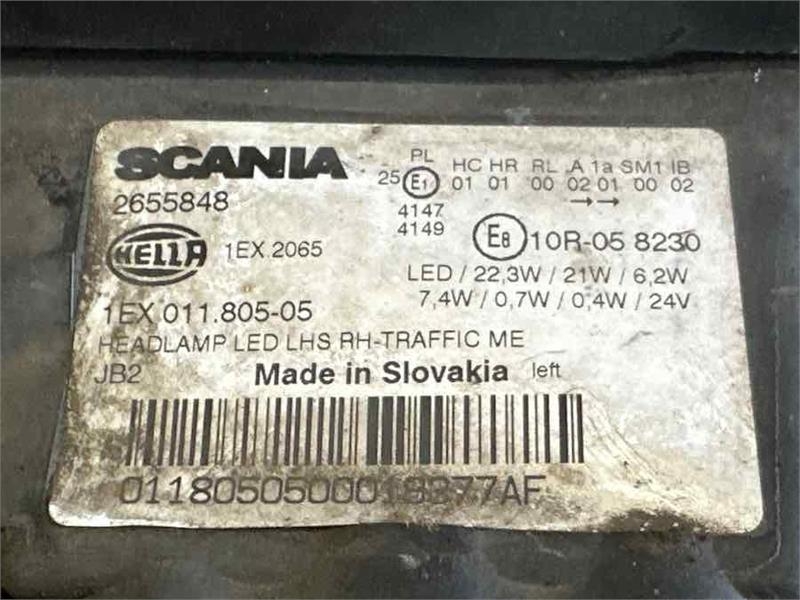 SCANIA
2655848
HELLA 1EX 2065
1EX 011.805-05
HEADLAMP LED LHS RH-TRAFFIC ME
JB2 Made in Slovakia left
PL HC HR RL A 1a SM1 IB
25 E1 01 01 00 02 01 00 02
→→
4147
4149
E8 10R-05 8230
LED / 22,3W / 21W / 6,2W
7,4W / 0,7W / 0,4W / 24V